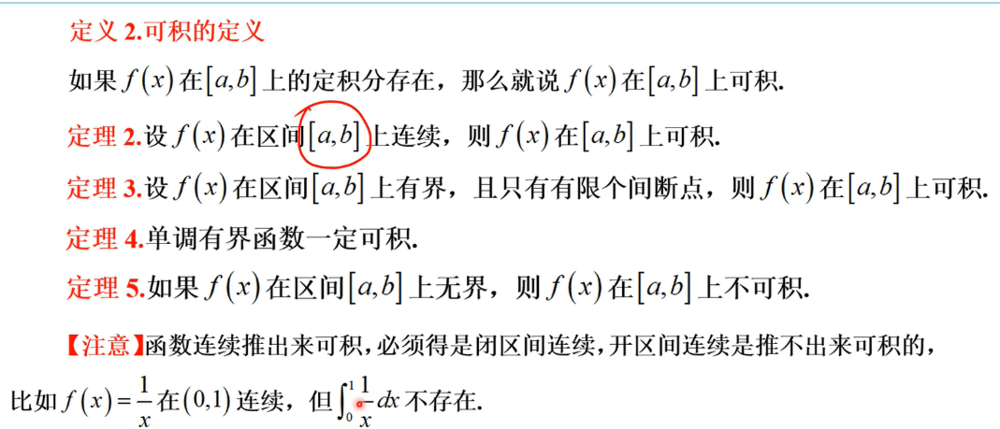 定义 2.可积的定义
如果 f(x) 在[a,b] 上的定积分存在，那么就说 f(x) 在[a,b] 上可积.
定理 2.设 f(x) 在区间[a,b] 上连续，则 f(x) 在[a,b] 上可积.
定理 3.设 f(x) 在区间[a,b] 上有界，且只有有限个间断点，则 f(x) 在[a,b] 上可积.
定理 4.单调有界函数一定可积.
定理 5.如果 f(x) 在区间[a,b] 上无界，则 f(x) 在[a,b] 上不可积.
【注意】函数连续推出来可积，必须得是闭区间连续，开区间连续是推不出来可积的，
比如 f(x)=1/x 在(0,1) 连续，但∫₀¹ 1/x dx 不存在.